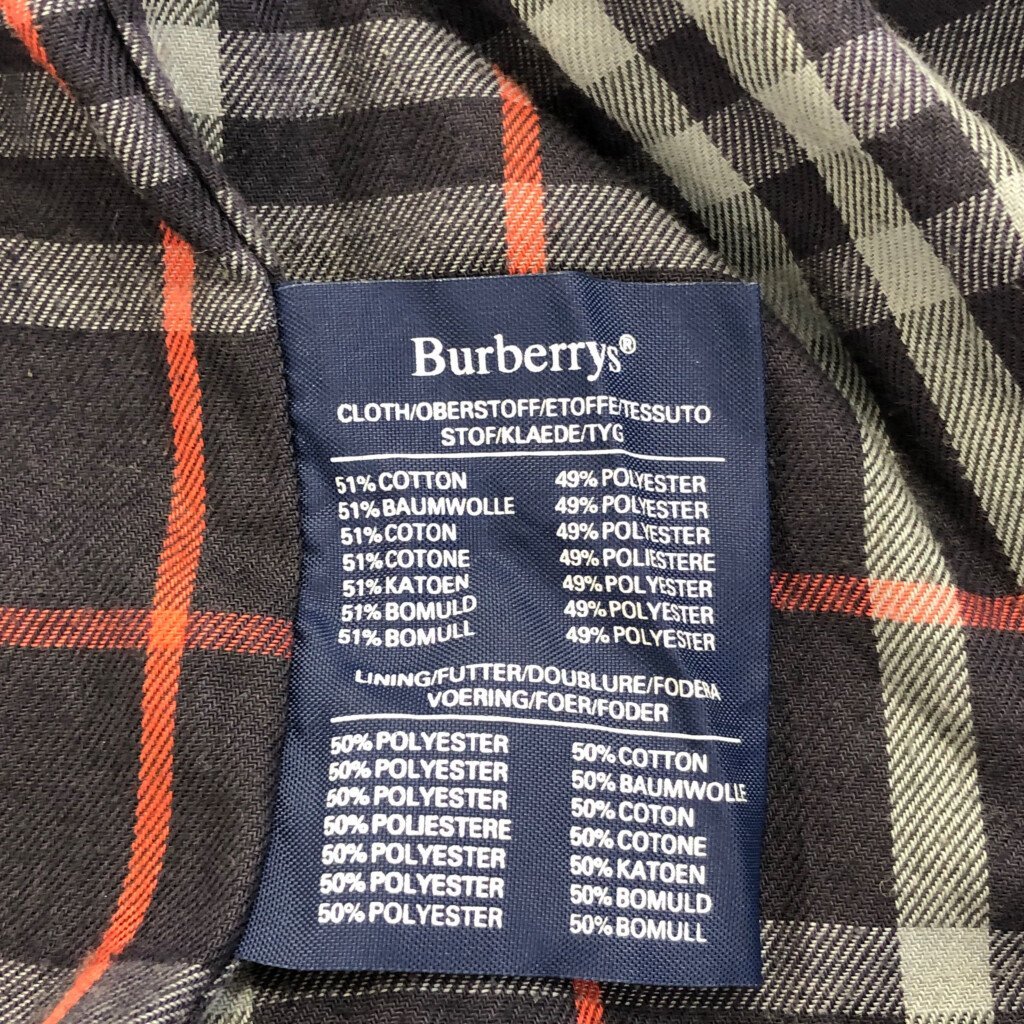 Burberrys®
CLOTH/OBERSTOFF/ETOFFE/TESSUTO
STOF/KLAEDE/TYG
51% COTTON 49% POLYESTER
51% BAUMWOLLE 49% POLYESTER
51% COTON 49% POLYESTER
51% COTONE 49% POLIESTERE
51% KATOEN 49% POLYESTER
51% BOMULD 49% POLYESTER
51% BOMULL 49% POLYESTER
LINING/FUTTER/DOUBLURE/FODERA
VOERING/FOER/FODER
50% POLYESTER 50% COTTON
50% POLYESTER 50% BAUMWOLLE
50% POLYESTER 50% COTON
50% POLIESTERE 50% COTONE
50% POLYESTER 50% KATOEN
50% POLYESTER 50% BOMULD
50% POLYESTER 50% BOMULL